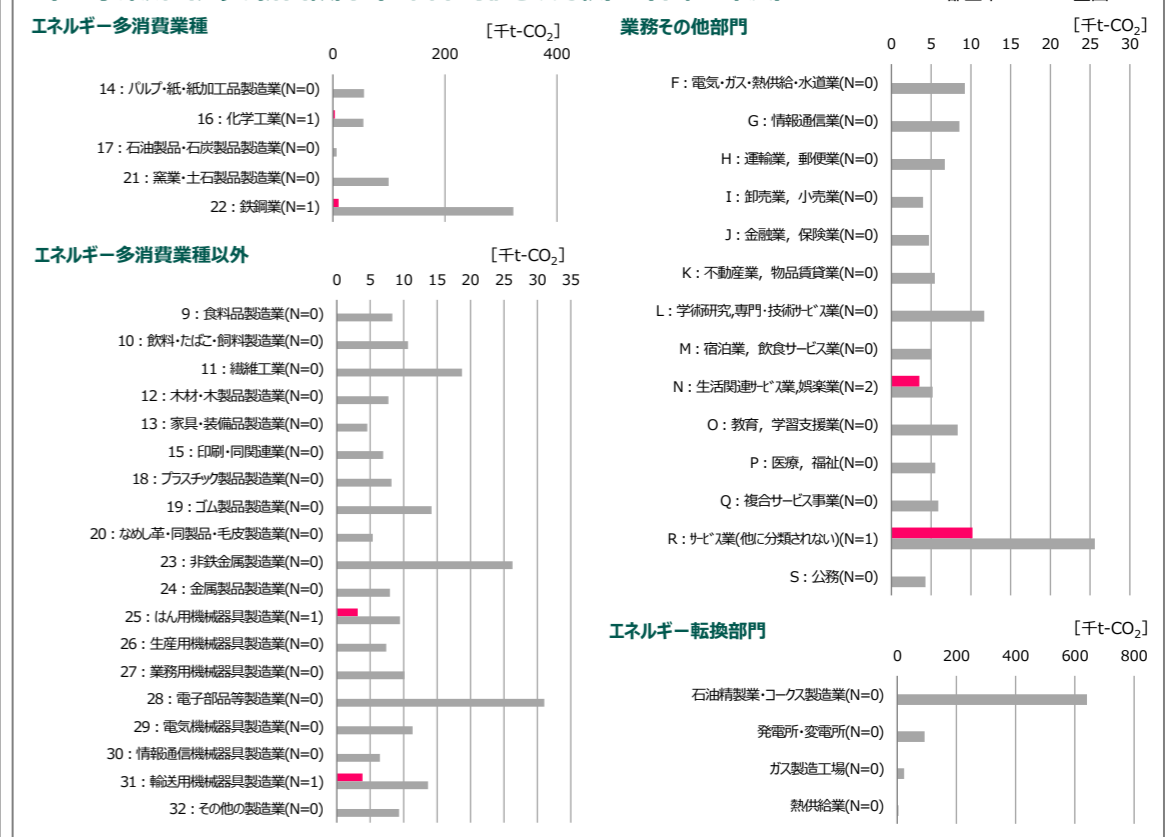 エネルギー多消費業種
[千t-CO2]
0 200 400
14：パルプ・紙・紙加工品製造業(N=0)
16：化学工業(N=1)
17：石油製品・石炭製品製造業(N=0)
21：窯業・土石製品製造業(N=0)
22：鉄鋼業(N=1)
エネルギー多消費業種以外
[千t-CO2]
0 5 10 15 20 25 30 35
9：食料品製造業(N=0)
10：飲料・たばこ・飼料製造業(N=0)
11：繊維工業(N=0)
12：木材・木製品製造業(N=0)
13：家具・装備品製造業(N=0)
15：印刷・同関連業(N=0)
18：プラスチック製品製造業(N=0)
19：ゴム製品製造業(N=0)
20：なめし革・同製品・毛皮製造業(N=0)
23：非鉄金属製造業(N=0)
24：金属製品製造業(N=0)
25：はん用機械器具製造業(N=1)
26：生産用機械器具製造業(N=0)
27：業務用機械器具製造業(N=0)
28：電子部品等製造業(N=0)
29：電気機械器具製造業(N=0)
30：情報通信機械器具製造業(N=0)
31：輸送用機械器具製造業(N=1)
32：その他の製造業(N=0)
業務その他部門
[千t-CO2]
0 5 10 15 20 25 30
F：電気・ガス・熱供給・水道業(N=0)
G：情報通信業(N=0)
H：運輸業，郵便業(N=0)
I：卸売業，小売業(N=0)
J：金融業，保険業(N=0)
K：不動産業，物品賃貸業(N=0)
L：学術研究,専門・技術サービス業(N=0)
M：宿泊業，飲食サービス業(N=0)
N：生活関連サービス業,娯楽業(N=2)
O：教育，学習支援業(N=0)
P：医療，福祉(N=0)
Q：複合サービス事業(N=0)
R：サービス業(他に分類されない)(N=1)
S：公務(N=0)
エネルギー転換部門
[千t-CO2]
0 200 400 600 800
石油精製業・コークス製造業(N=0)
発電所・変電所(N=0)
ガス製造工場(N=0)
熱供給業(N=0)